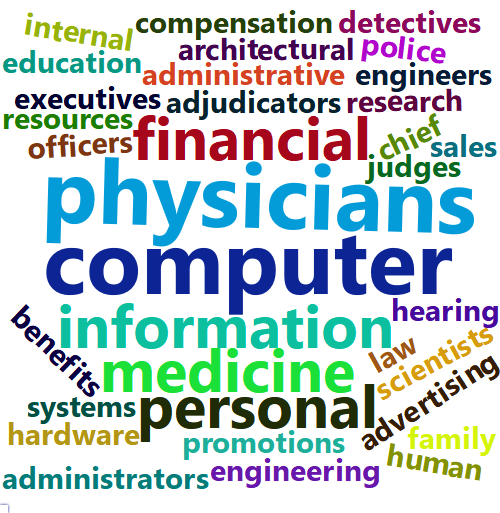 internal compensation detectives
education architectural police
administrative engineers
executives adjudicators research
resources
officers financial chief sales
judges
physicians
computer
hearing
information
benefits medicine law scientists
systems personal advertising
hardware promotions family
human
administrators engineering